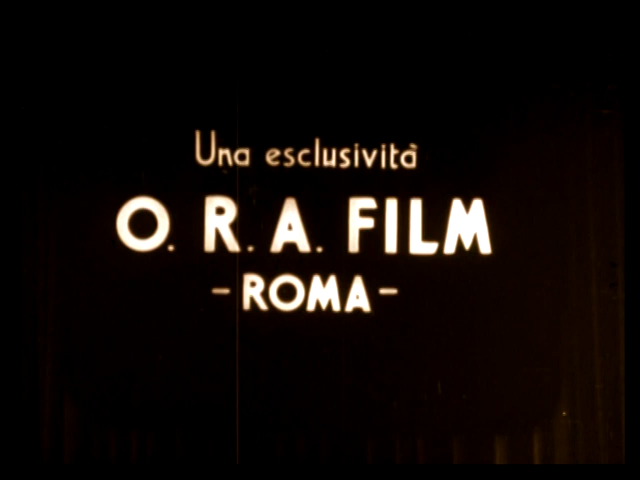 Una esclusività
O. R. A. FILM
-ROMA-